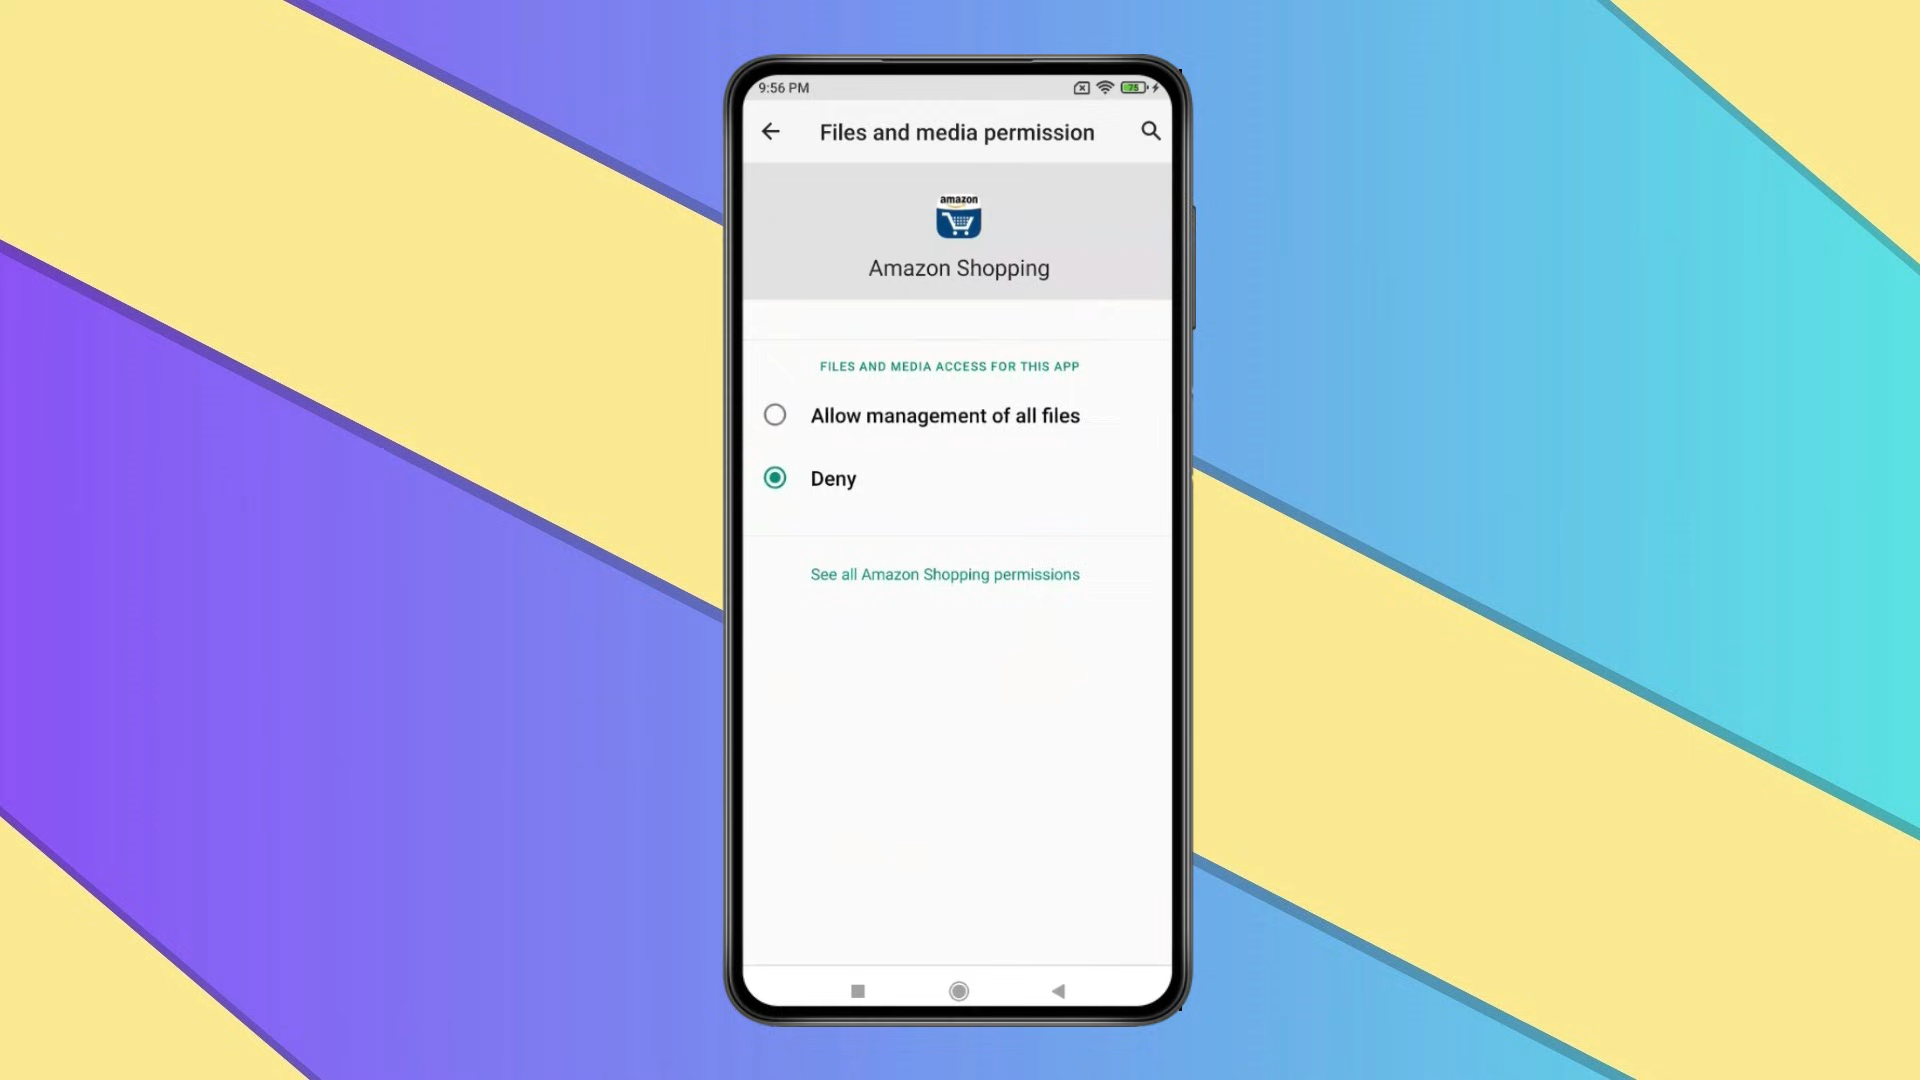 9:56 PM
75
Files and media permission
amazon
Amazon Shopping
FILES AND MEDIA ACCESS FOR THIS APP
Allow management of all files
Deny
See all Amazon Shopping permissions